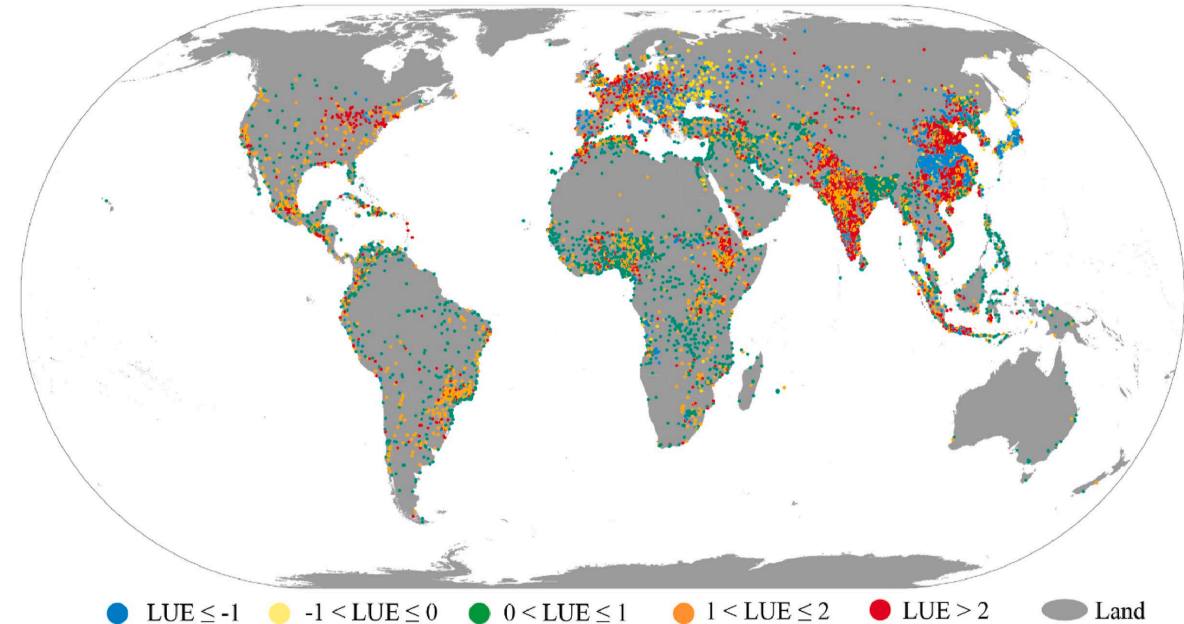 LUE ≤ -1 -1 < LUE ≤ 0 0 < LUE ≤ 1 1 < LUE ≤ 2 LUE > 2 Land